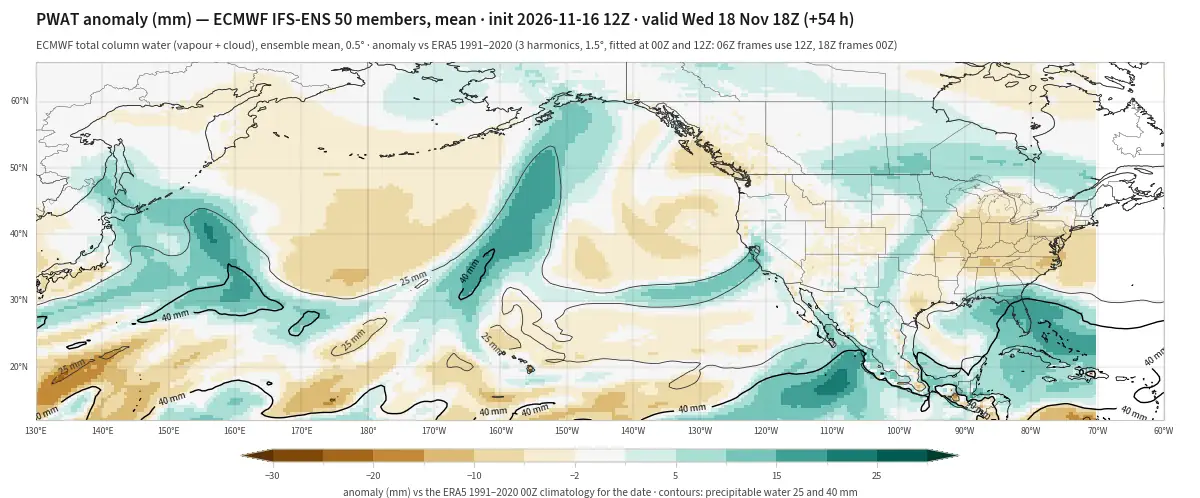 PWAT anomaly (mm) — ECMWF IFS-ENS 50 members, mean · init 2026-11-16 12Z · valid Wed 18 Nov 18Z (+54 h)
ECMWF total column water (vapour + cloud), ensemble mean, 0.5° · anomaly vs ERA5 1991–2020 (3 harmonics, 1.5°, fitted at 00Z and 12Z: 06Z frames use 12Z, 18Z frames 00Z)
60°N
50°N
40°N
30°N
20°N
25 mm
40 mm
40 mm
25 mm
25 mm
25 mm
40 mm
40 mm
40 mm
40 mm
40 mm
40 mm
130°E
140°E
150°E
160°E
170°E
180°
170°W
160°W
150°W
140°W
130°W
120°W
110°W
100°W
90°W
80°W
70°W
60°W
−30
−20
−10
−2
5
15
25
anomaly (mm) vs the ERA5 1991–2020 00Z climatology for the date · contours: precipitable water 25 and 40 mm